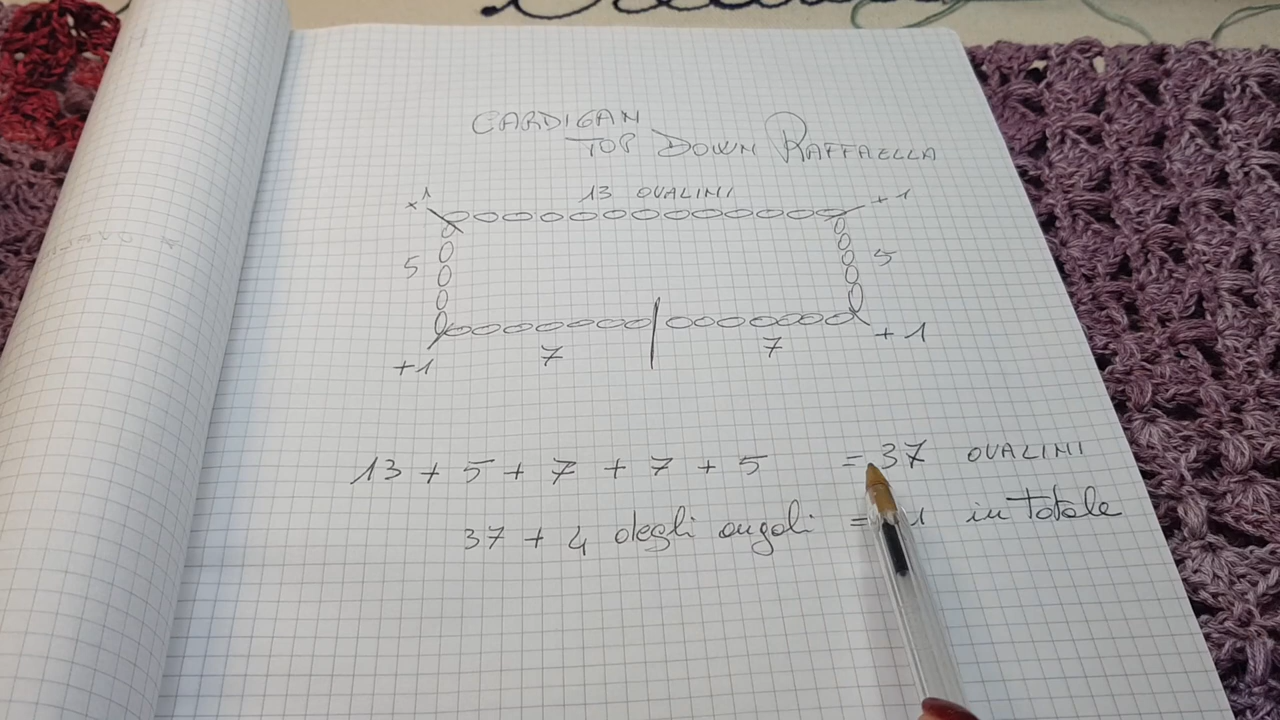 CARDIGAN
TOP DOWN RAFFAELLA
13 OVALINI
+1
+1
5
5
7
7
+1
+1
13 + 5 + 7 + 7 + 5 = 37 OVALINI
37 + 4 degli angoli = 1 in totale